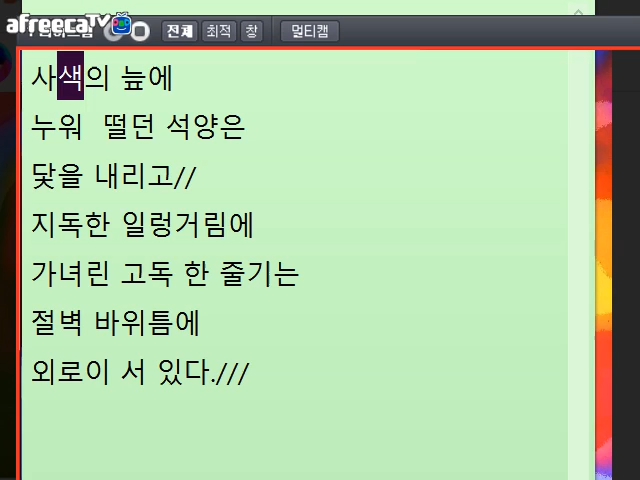 afreecaTV
전체 최적 창 멀티캠
사색의 늪에
누워 떨던 석양은
닻을 내리고//
지독한 일렁거림에
가녀린 고독 한 줄기는
절벽 바위틈에
외로이 서 있다.///